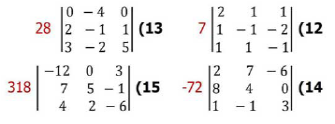 28 |0 -4 0| (13 7 |2 1 1| (12
|2 -1 1| |1 -1 -2|
|3 -2 5| |1 1 -1|
318 |-12 0 3| (15 -72 |2 7 -6| (14
|7 5 -1| |8 4 0|
|4 2 -6| |1 -1 3|